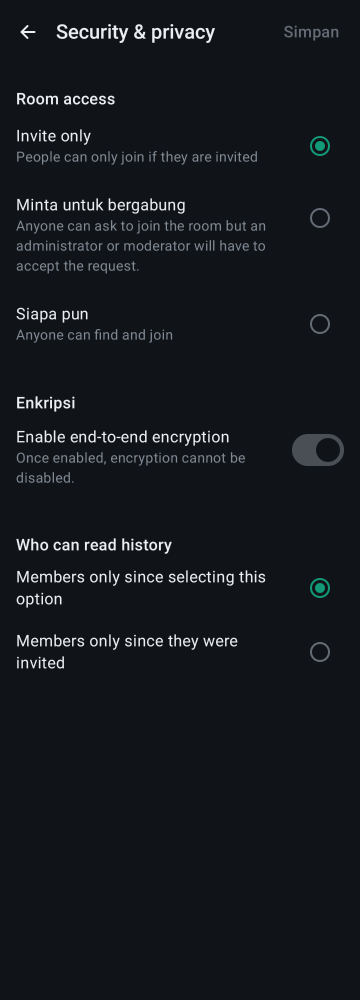 Security & privacy
Simpan
Room access
Invite only
People can only join if they are invited
Minta untuk bergabung
Anyone can ask to join the room but an
administrator or moderator will have to
accept the request.
Siapa pun
Anyone can find and join
Enkripsi
Enable end-to-end encryption
Once enabled, encryption cannot be
disabled.
Who can read history
Members only since selecting this
option
Members only since they were
invited